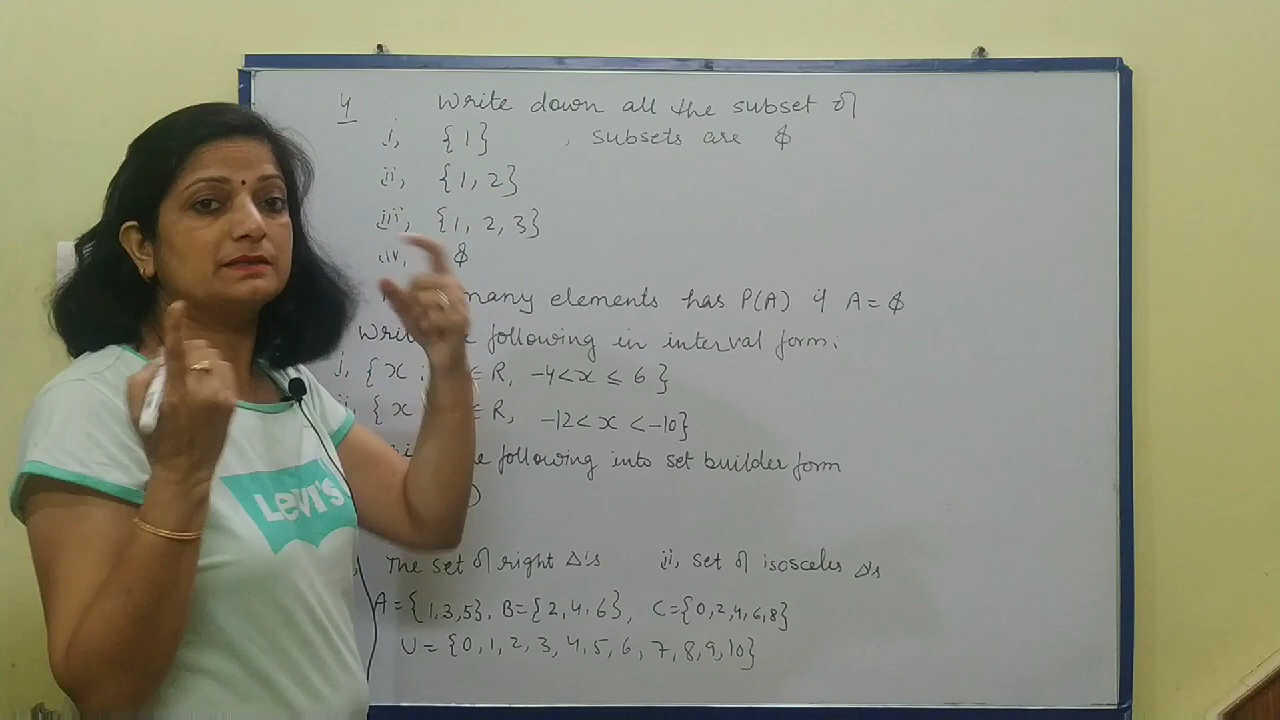 4 Write down all the subset of
i, {1} , subsets are ϕ
ii, {1, 2}
iii, {1, 2, 3}
iv, ϕ
many elements has P(A) if A = ϕ
following in interval form.
i, {x : ∈ R, -4<x ≤ 6 }
{x ∈ R, -12< x <-10}
following into set builder form
)
The set of right Δ's ii, set of isosceles Δ's
A={1,3,5}, B={2,4,6}, C={0,2,4,6,8}
U = {0, 1, 2, 3, 4, 5, 6, 7, 8, 9, 10}
LEVI'S